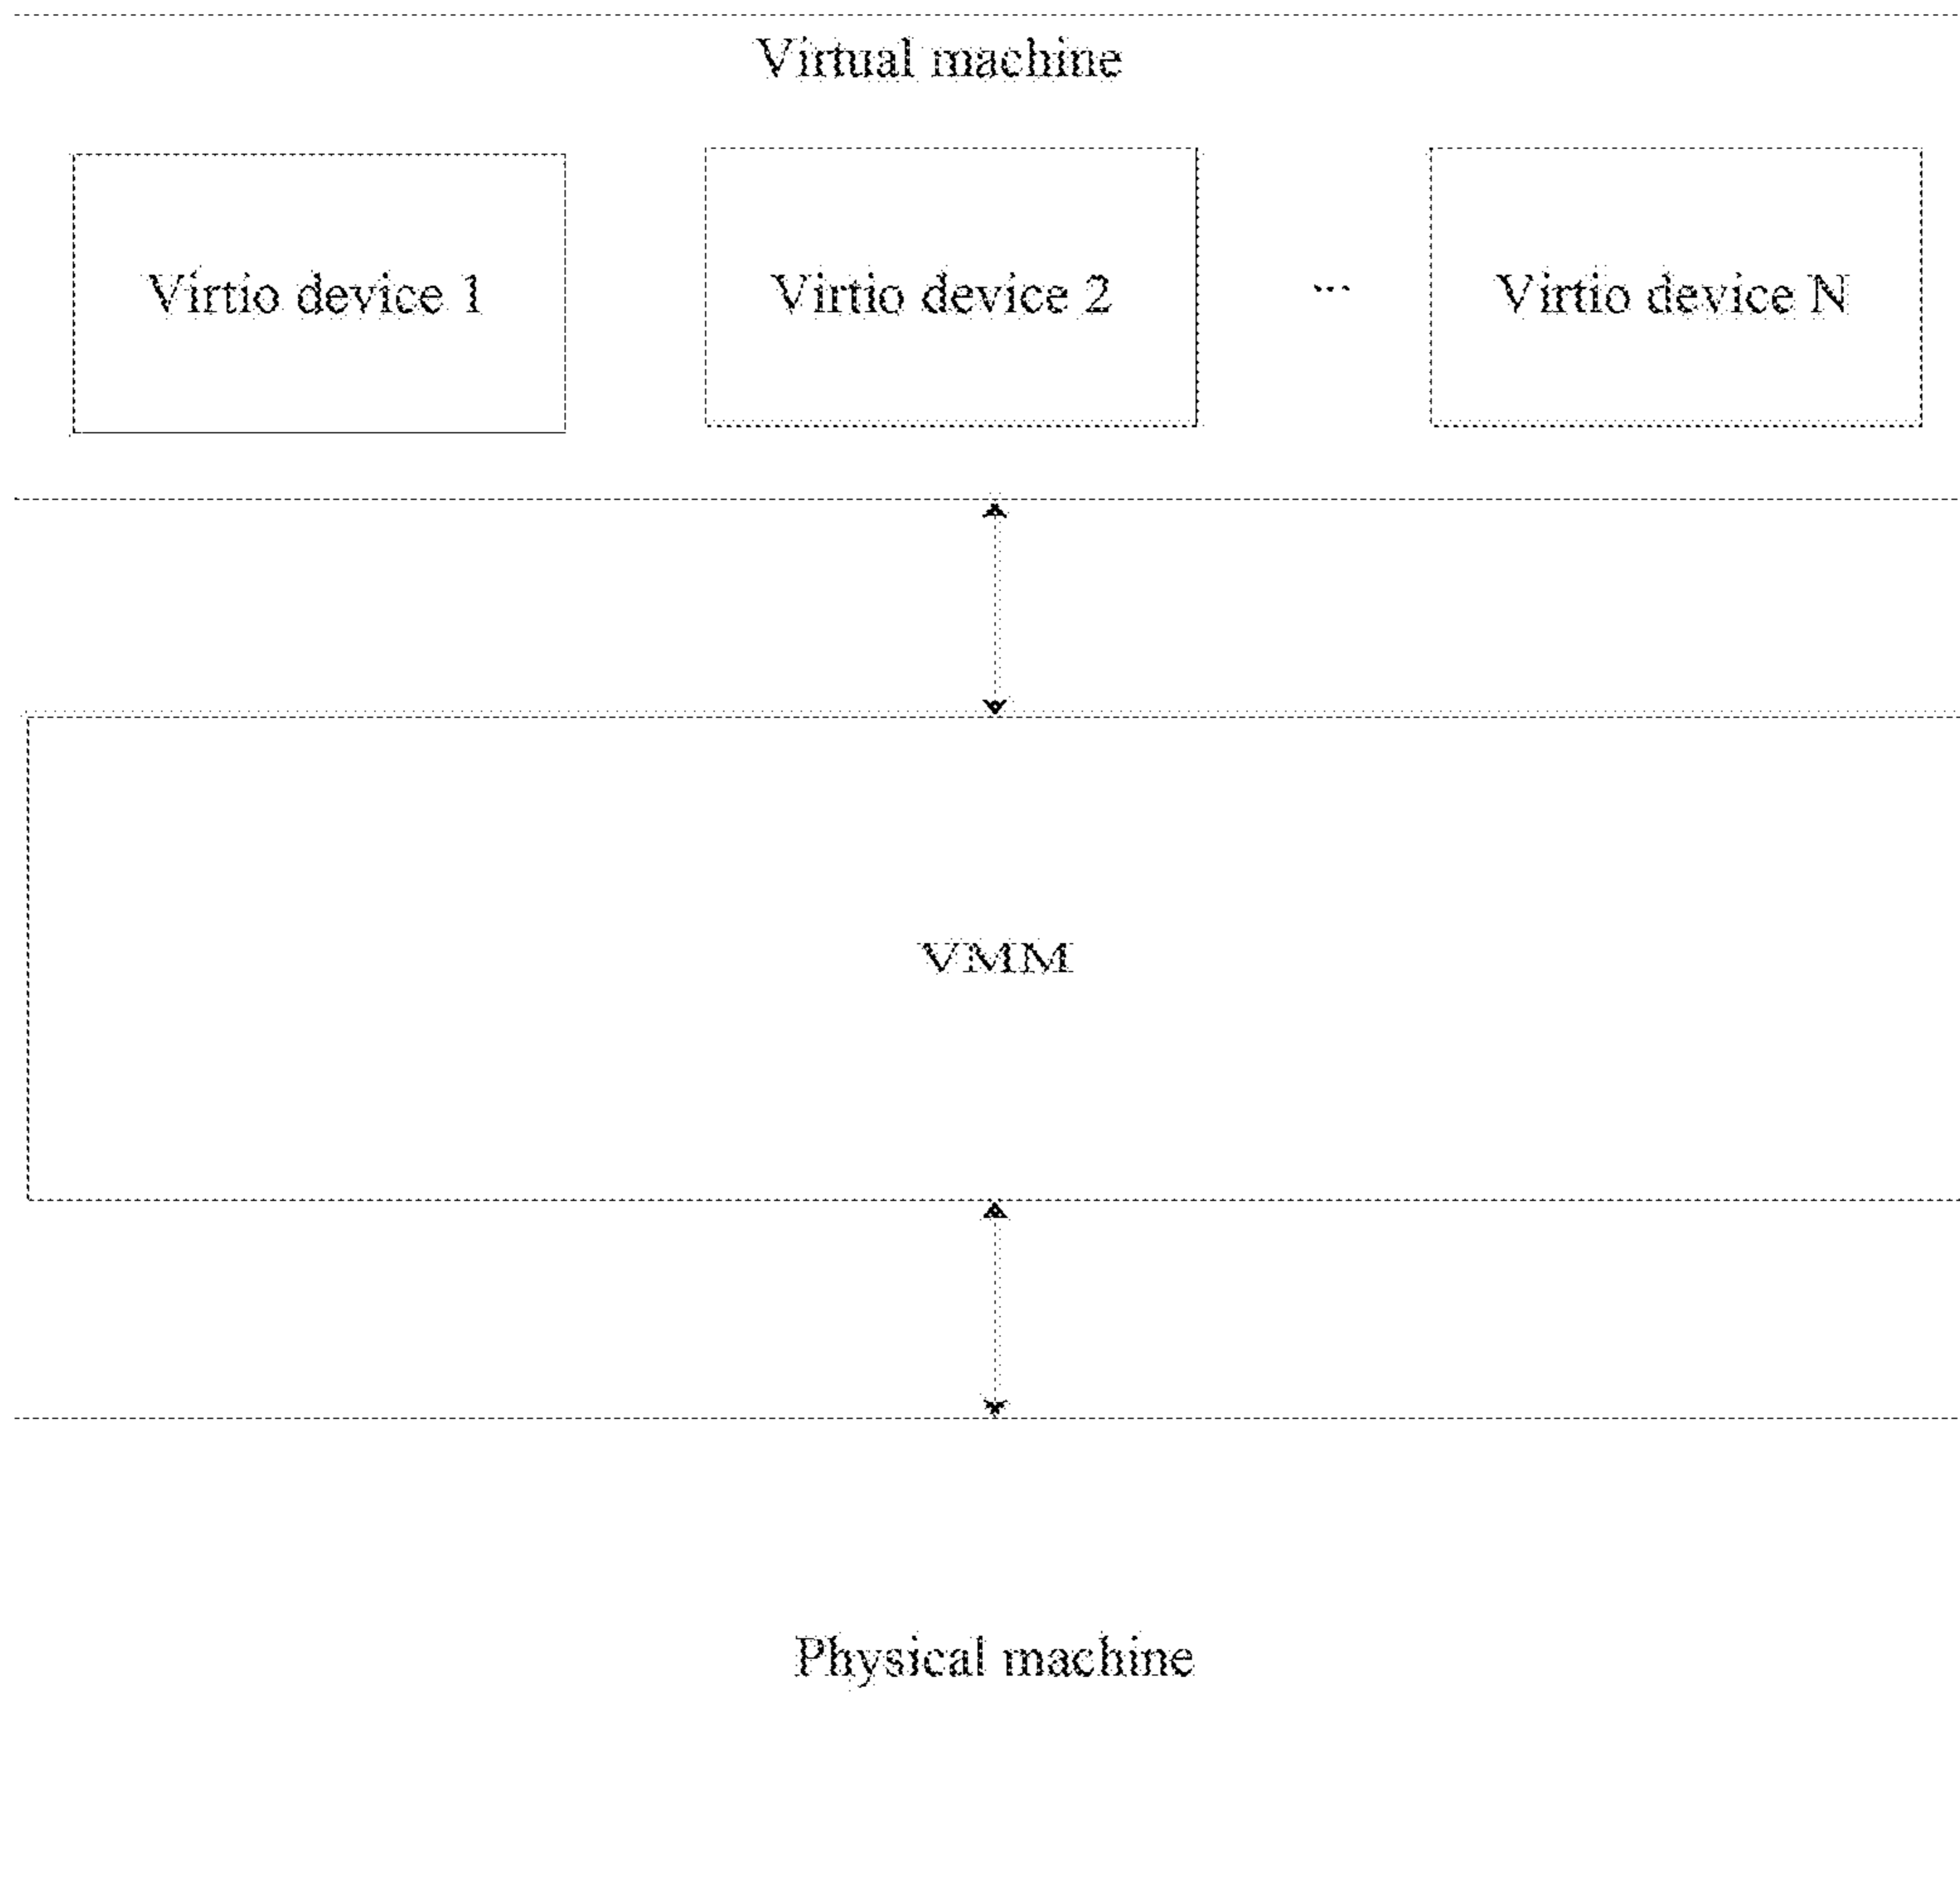 Virtual machine
Virtio device 1
Virtio device 2
...
Virtio device N
VMM
Physical machine